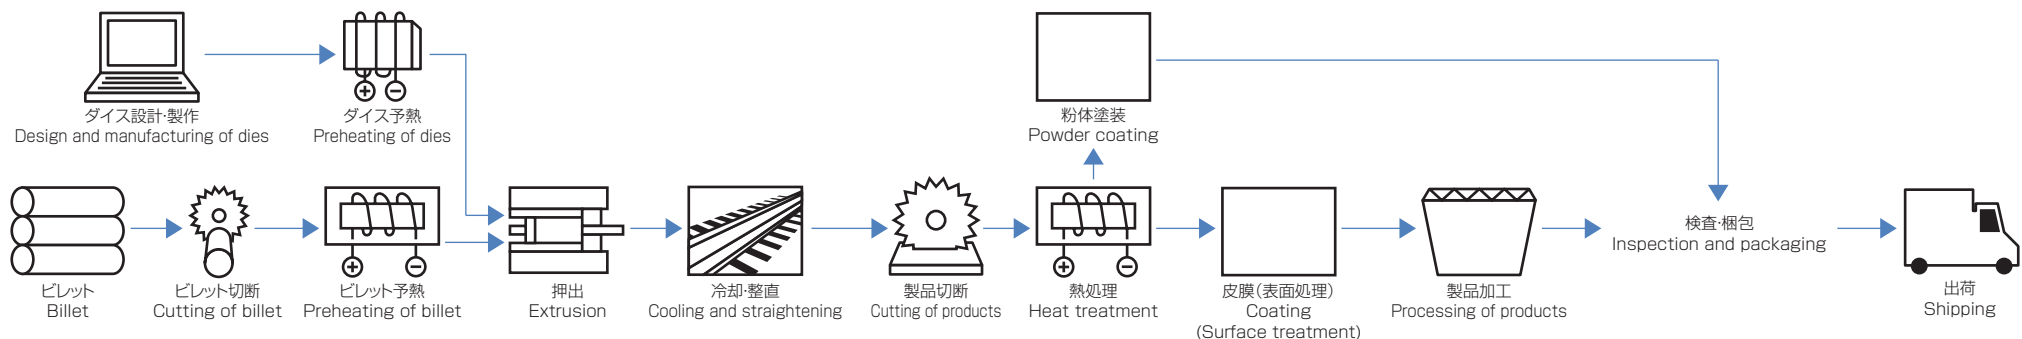 ダイス設計・製作
Design and manufacturing of dies
ダイス予熱
Preheating of dies
粉体塗装
Powder coating
ビレット
Billet
ビレット切断
Cutting of billet
ビレット予熱
Preheating of billet
押出
Extrusion
冷却・整直
Cooling and straightening
製品切断
Cutting of products
熱処理
Heat treatment
皮膜(表面処理)
Coating
(Surface treatment)
製品加工
Processing of products
検査・梱包
Inspection and packaging
出荷
Shipping